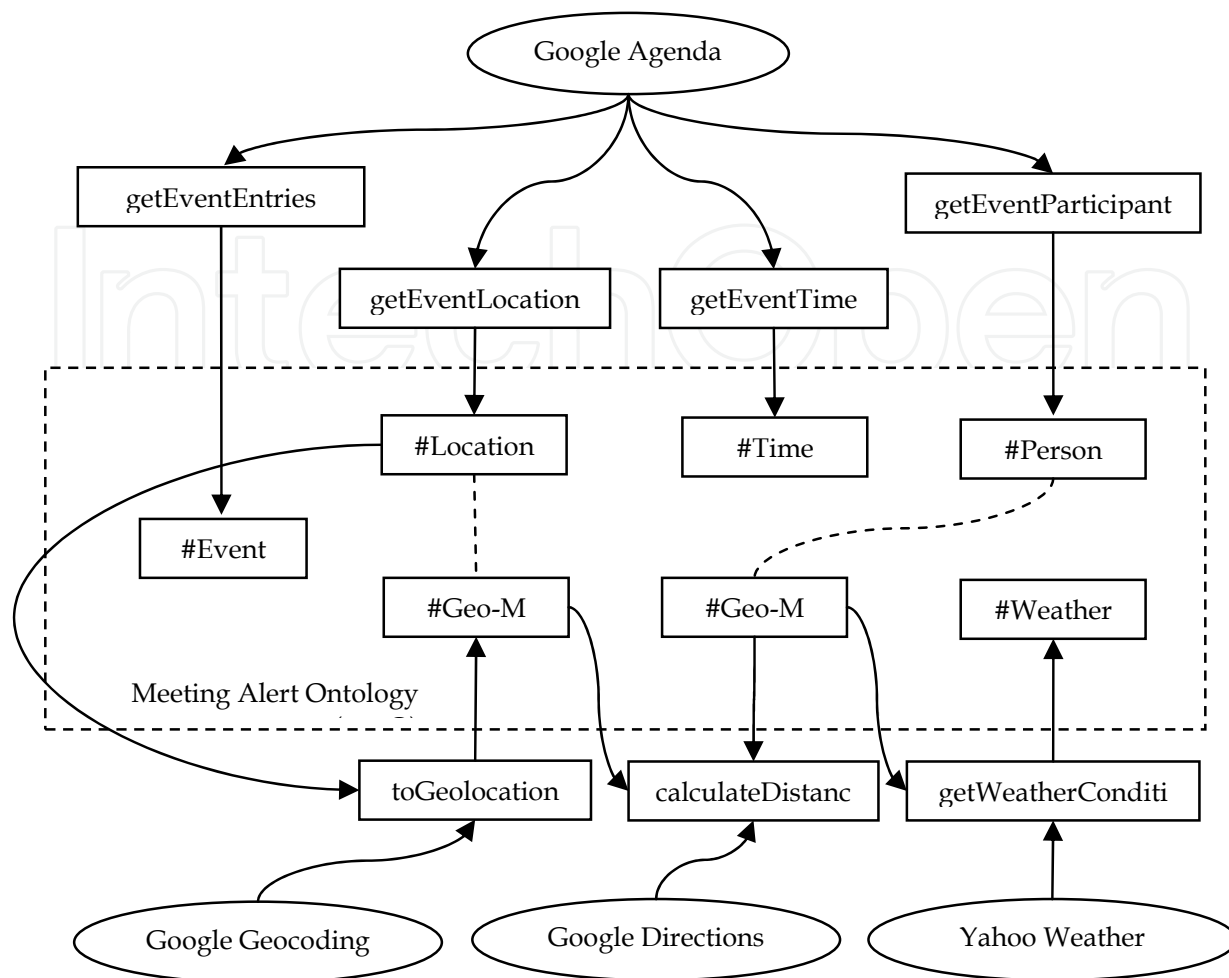 Google Agenda
getEventEntries
getEventParticipant
IntechOpen
getEventLocation
getEventTime
#Location
#Time
#Person
#Event
#Geo-M
#Geo-M
#Weather
Meeting Alert Ontology
toGeolocation
calculateDistanc
getWeatherConditi
Google Geocoding
Google Directions
Yahoo Weather